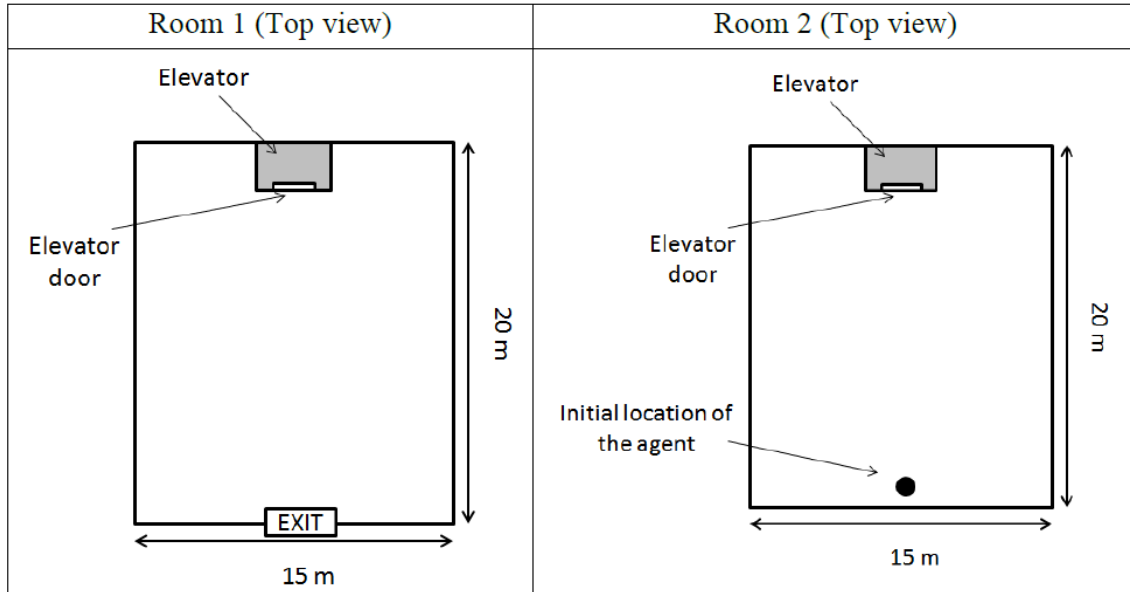 Room 1 (Top view)
Room 2 (Top view)
Elevator
Elevator
door
20 m
EXIT
15 m
Elevator
Elevator
door
20 m
Initial location of
the agent
15 m